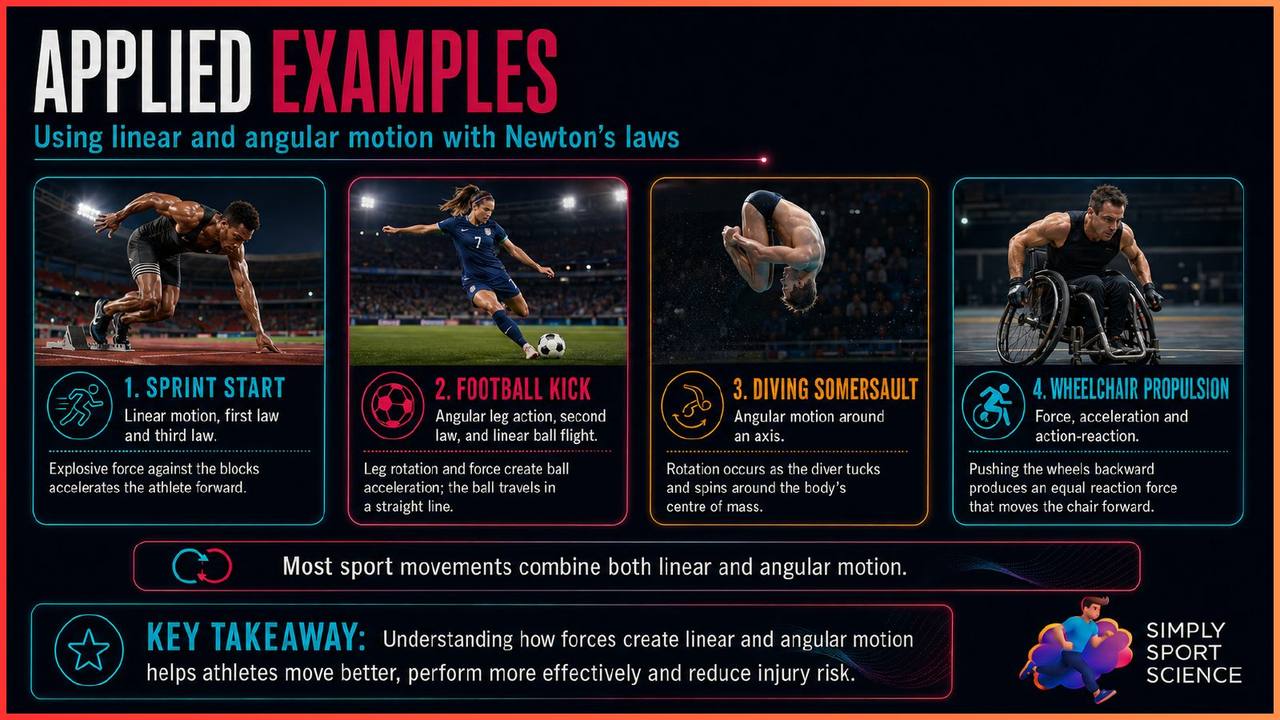 APPLIED EXAMPLES
Using linear and angular motion with Newton's laws
7
1. SPRINT START
Linear motion, first law
and third law.
Explosive force against the blocks
accelerates the athlete forward.
2. FOOTBALL KICK
Angular leg action, second
law, and linear ball flight.
Leg rotation and force create ball
acceleration; the ball travels in
a straight line.
3. DIVING SOMERSAULT
Angular motion around
an axis.
Rotation occurs as the diver tucks
and spins around the body's
centre of mass.
4. WHEELCHAIR PROPULSION
Force, acceleration and
action-reaction.
Pushing the wheels backward
produces an equal reaction force
that moves the chair forward.
Most sport movements combine both linear and angular motion.
KEY TAKEAWAY: Understanding how forces create linear and angular motion
helps athletes move better, perform more effectively and reduce injury risk.
SIMPLY
SPORT
SCIENCE